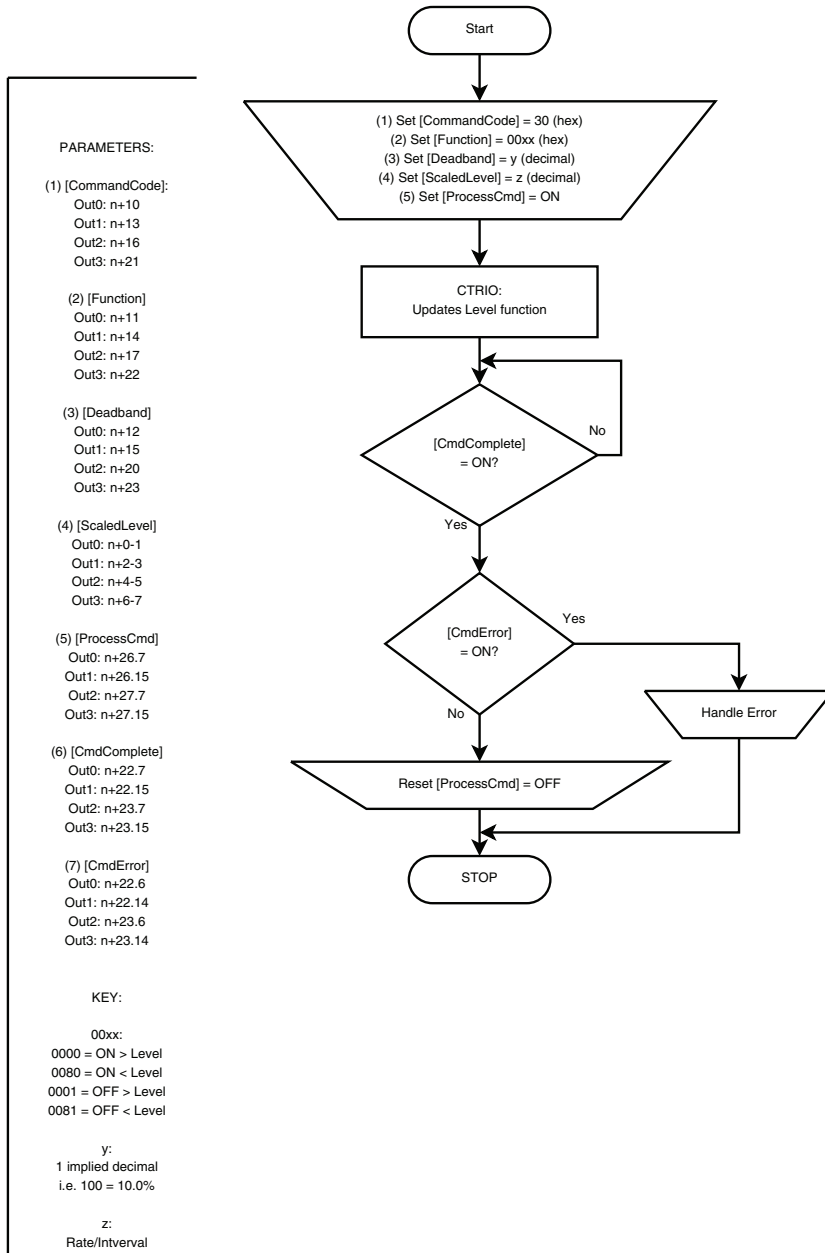 Start
(1) Set [CommandCode] = 30 (hex)
(2) Set [Function] = 00xx (hex)
(3) Set [Deadband] = y (decimal)
(4) Set [ScaledLevel] = z (decimal)
(5) Set [ProcessCmd] = ON
CTRIO:
Updates Level function
[CmdComplete]
= ON?
No
Yes
[CmdError]
= ON?
Yes
No
Handle Error
Reset [ProcessCmd] = OFF
STOP
PARAMETERS:
(1) [CommandCode]:
Out0: n+10
Out1: n+13
Out2: n+16
Out3: n+21
(2) [Function]
Out0: n+11
Out1: n+14
Out2: n+17
Out3: n+22
(3) [Deadband]
Out0: n+12
Out1: n+15
Out2: n+20
Out3: n+23
(4) [ScaledLevel]
Out0: n+0-1
Out1: n+2-3
Out2: n+4-5
Out3: n+6-7
(5) [ProcessCmd]
Out0: n+26.7
Out1: n+26.15
Out2: n+27.7
Out3: n+27.15
(6) [CmdComplete]
Out0: n+22.7
Out1: n+22.15
Out2: n+23.7
Out3: n+23.15
(7) [CmdError]
Out0: n+22.6
Out1: n+22.14
Out2: n+23.6
Out3: n+23.14
KEY:
00xx:
0000 = ON > Level
0080 = ON < Level
0001 = OFF > Level
0081 = OFF < Level
y:
1 implied decimal
i.e. 100 = 10.0%
z:
Rate/Intverval